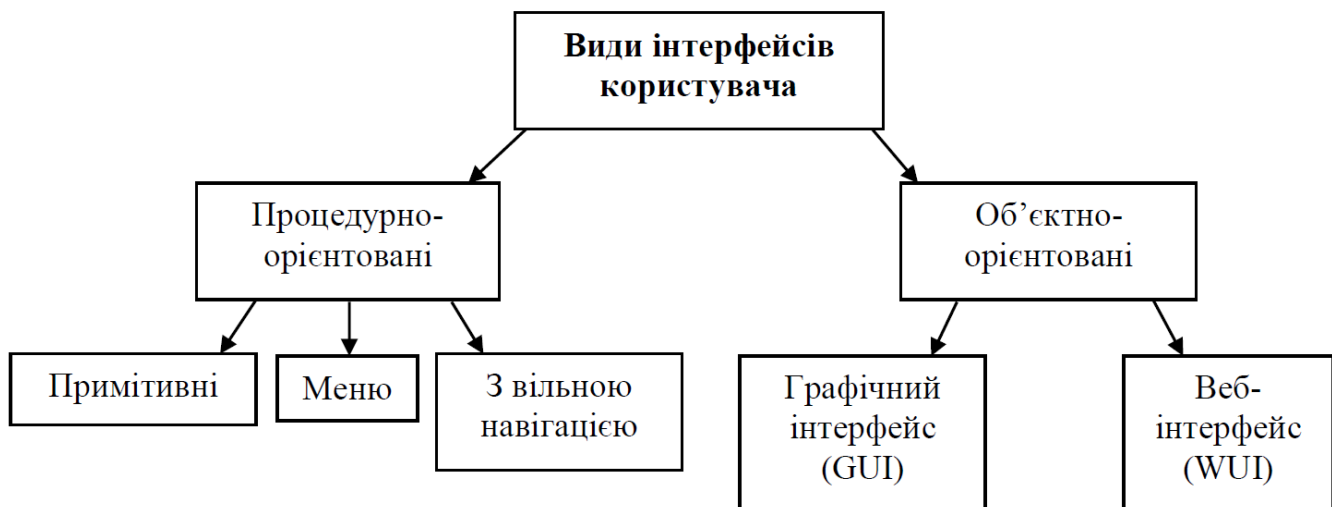 Види інтерфейсів
користувача
Процедурно-
орієнтовані
Об’єктно-
орієнтовані
Примітивні
Меню
З вільною
навігацією
Графічний
інтерфейс
(GUI)
Веб-
інтерфейс
(WUI)